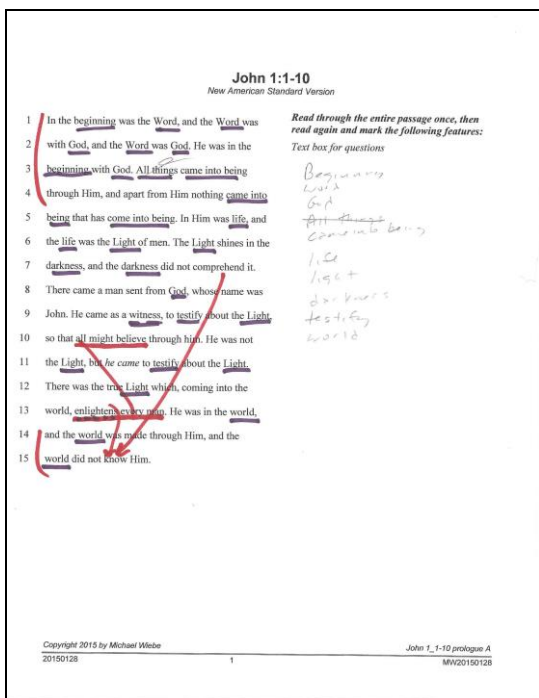 John 1:1-10
New American Standard Version
1 In the beginning was the Word, and the Word was
2 with God, and the Word was God. He was in the
3 beginning with God. All things came into being
4 through Him, and apart from Him nothing came into
5 being that has come into being. In Him was life, and
6 the life was the Light of men. The Light shines in the
7 darkness, and the darkness did not comprehend it.
8 There came a man sent from God, whose name was
9 John. He came as a witness, to testify about the Light,
10 so that all might believe through him. He was not
11 the Light, but he came to testify about the Light.
12 There was the true Light which, coming into the
13 world, enlightens every man. He was in the world,
14 and the world was made through Him, and the
15 world did not know Him.
Read through the entire passage once, then
read again and mark the following features:
Text box for questions
Beginning
word
God
All things
came into being
life
light
darkness
testify
world
Copyright 2015 by Michael Wiebe
20150128
1
John 1_1-10 prologue A
MW20150128